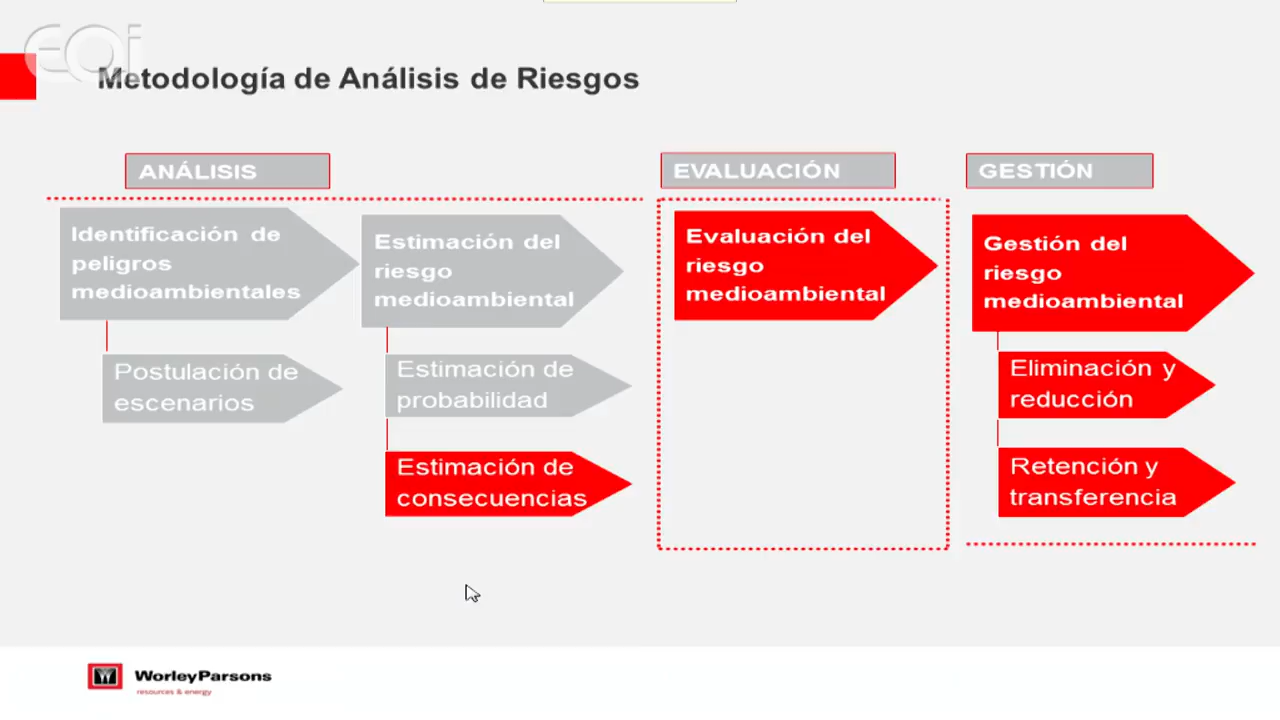 EOi
Metodología de Análisis de Riesgos
ANÁLISIS
Identificación de
peligros
medioambientales
Postulación de
escenarios
Estimación del
riesgo
medioambiental
Estimación de
probabilidad
Estimación de
consecuencias
EVALUACIÓN
Evaluación del
riesgo
medioambiental
GESTIÓN
Gestión del
riesgo
medioambiental
Eliminación y
reducción
Retención y
transferencia
WorleyParsons
resources & energy